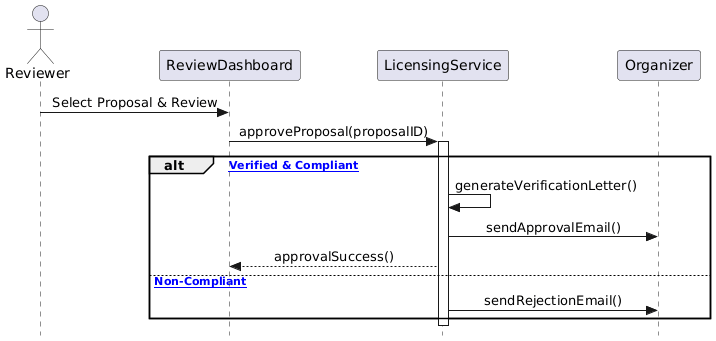 Reviewer
ReviewDashboard
LicensingService
Organizer
Select Proposal & Review
approveProposal(proposalID)
alt
Verified & Compliant
generateVerificationLetter()
sendApprovalEmail()
approvalSuccess()
Non-Compliant
sendRejectionEmail()